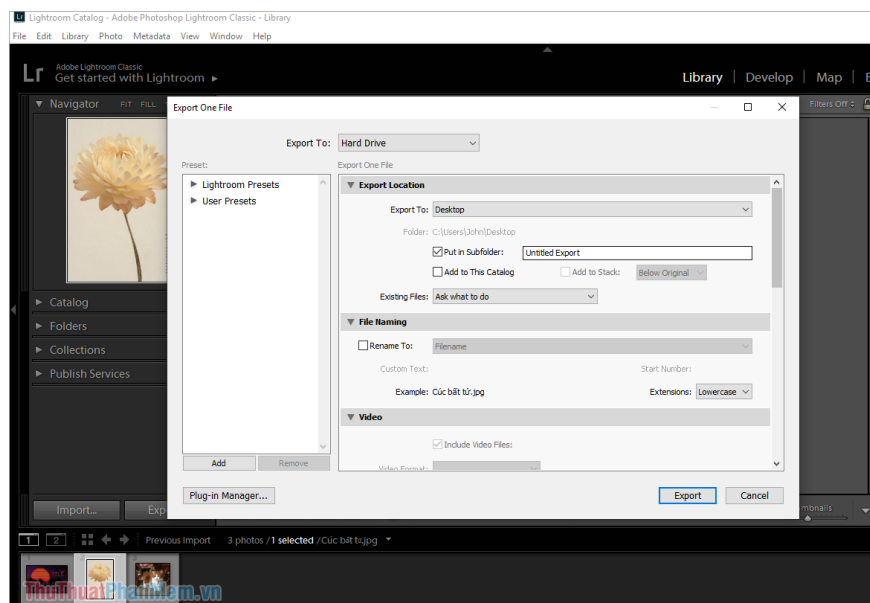 Lr Lightroom Catalog - Adobe Photoshop Lightroom Classic - Library
File Edit Library Photo Metadata View Window Help
Lr Adobe Lightroom Classic
Get started with Lightroom
Library | Develop | Map |
Navigator FIT FILL
Filters Off
Export One File
Export To: Hard Drive
Preset:
Lightroom Presets
User Presets
Add Remove
Export One File
Export Location
Export To: Desktop
Folder: C:\Users\John\Desktop
Put in Subfolder: Untitled Export
Add to This Catalog Add to Stack: Below Original
Existing Files: Ask what to do
File Naming
Rename To: Filename
Custom Text: Start Number:
Example: Cúc bất tử.jpg Extensions: Lowercase
Video
Include Video Files:
Video Format:
Plug-in Manager... Export Cancel
Catalog
Folders
Collections
Publish Services
Import... Exp
mbnails
1 2 Previous Import 3 photos / 1 selected / Cúc bất tử.jpg
ThuThuatPhanMem.vn